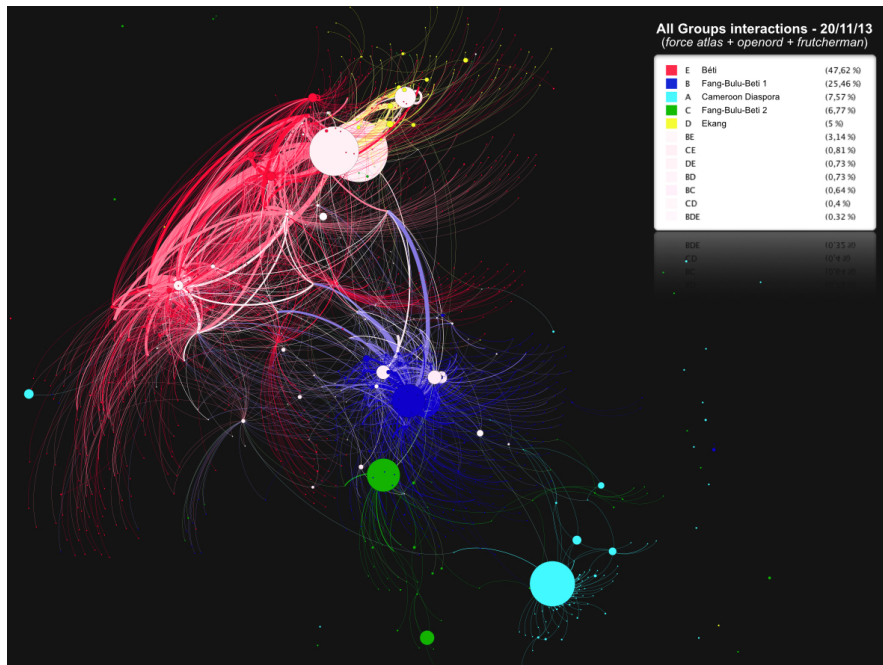 All Groups interactions - 20/11/13
(force atlas + openord + frutcherman)
E Béti (47,62 %)
B Fang-Bulu-Beti 1 (25,46 %)
A Cameroon Diaspora (7,57 %)
C Fang-Bulu-Beti 2 (6,77 %)
D Ekang (5 %)
BE (3,14 %)
CE (0,81 %)
DE (0,73 %)
BD (0,73 %)
BC (0,64 %)
CD (0,4 %)
BDE (0,32 %)